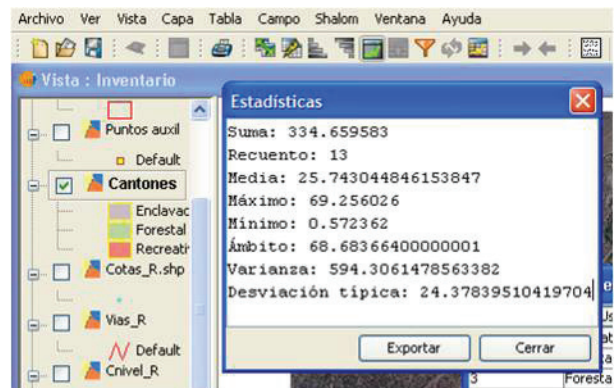 Archivo Ver Vista Capa Tabla Campo Shalom Ventana Ayuda
Vista : Inventario
Puntos auxil
Default
Cantones
Enclavac
Forestal
Recreati
Cotas_R.shp
Vias_R
Default
Cnivel_R
Estadísticas
Suma: 334.659583
Recuento: 13
Media: 25.743044846153847
Máximo: 69.256026
Mínimo: 0.572362
Ámbito: 68.68366400000001
Varianza: 594.3061478563382
Desviación típica: 24.37839510419704
Exportar Cerrar
3 Foresta